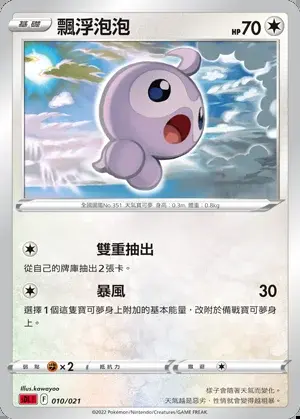 基礎 飄浮泡泡 HP70
全國圖鑑No.351 天氣寶可夢 身高：0.3m 體重：0.8kg
雙重抽出
從自己的牌庫抽出2張卡。
暴風 30
選擇1個這隻寶可夢身上附加的基本能量，改附於備戰寶可夢身上。
弱點 ×2 抵抗力 撤退
Illus.kawayoo
F 010/021
樣子會隨著天氣而變化。
天氣越是惡劣，性情就會變得越粗暴。
©2022 Pokémon/Nintendo/Creatures/GAME FREAK.